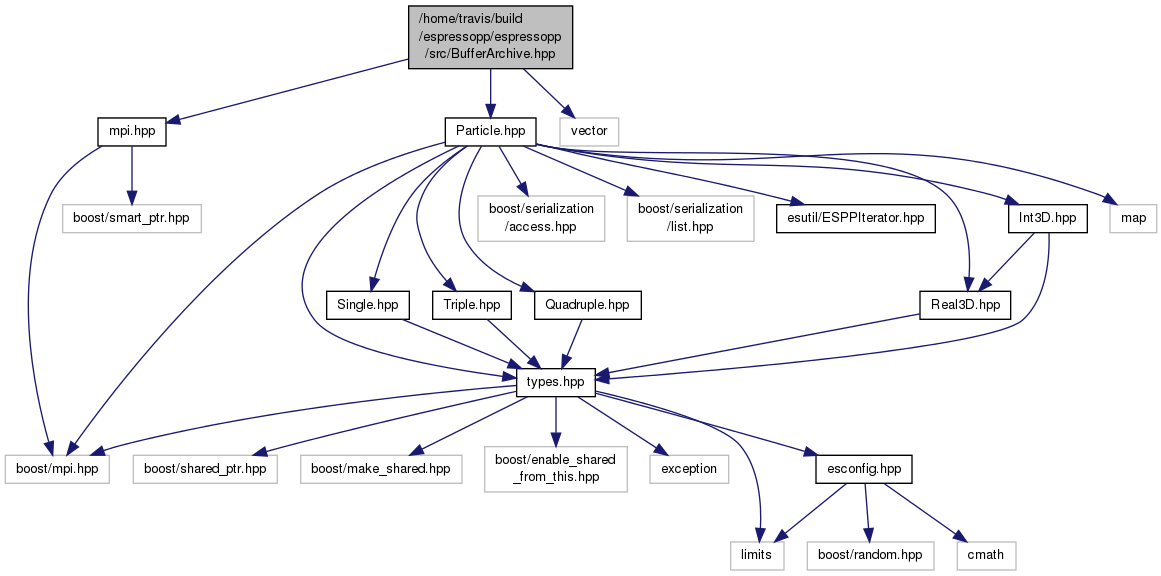 /home/travis/build
/espressopp/espressopp
/src/BufferArchive.hpp
mpi.hpp
Particle.hpp
vector
boost/smart_ptr.hpp
boost/serialization
/access.hpp
boost/serialization
/list.hpp
esutil/ESPPIterator.hpp
Int3D.hpp
map
Single.hpp
Triple.hpp
Quadruple.hpp
Real3D.hpp
types.hpp
boost/mpi.hpp
boost/shared_ptr.hpp
boost/make_shared.hpp
boost/enable_shared
_from_this.hpp
exception
esconfig.hpp
limits
boost/random.hpp
cmath